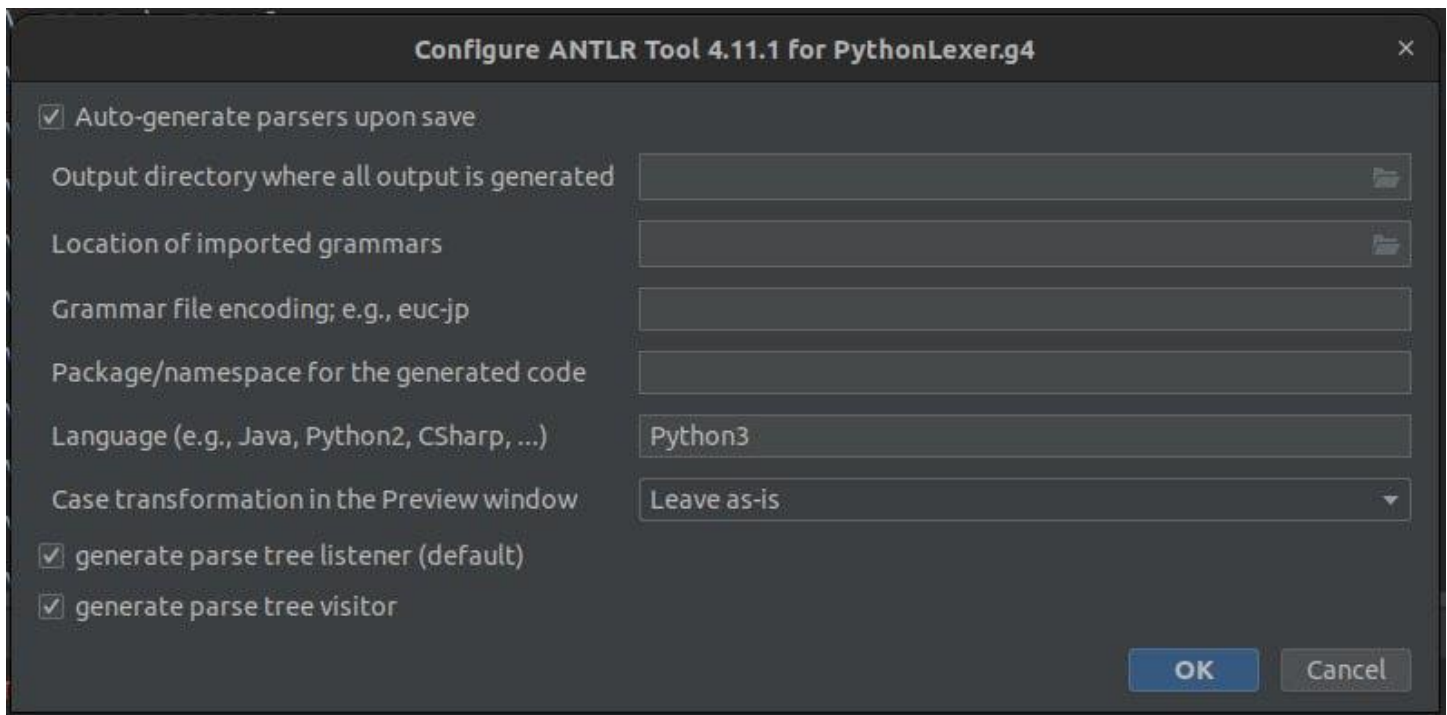 Configure ANTLR Tool 4.11.1 for PythonLexer.g4 ×
Auto-generate parsers upon save
Output directory where all output is generated
Location of imported grammars
Grammar file encoding; e.g., euc-jp
Package/namespace for the generated code
Language (e.g., Java, Python2, CSharp, ...) Python3
Case transformation in the Preview window Leave as-is
generate parse tree listener (default)
generate parse tree visitor
OK Cancel